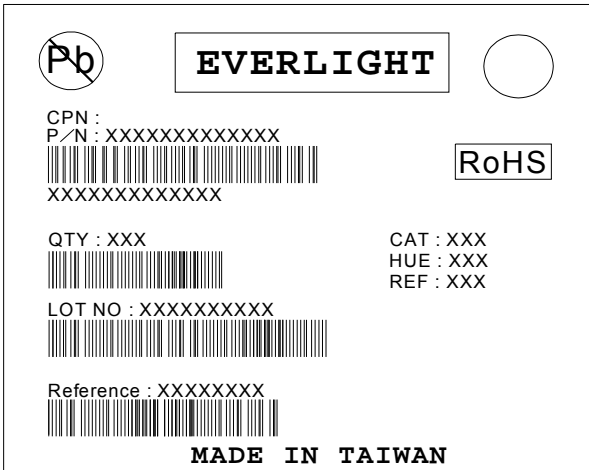 Pb
EVERLIGHT
CPN :
P/N : XXXXXXXXXXXXX
RoHS
XXXXXXXXXXXXX
QTY : XXX
CAT : XXX
HUE : XXX
REF : XXX
LOT NO : XXXXXXXXXX
Reference : XXXXXXXX
MADE IN TAIWAN